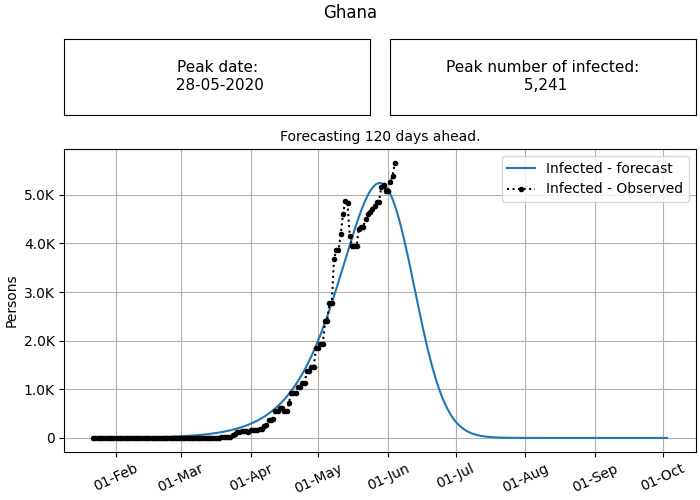 Ghana
Peak date:
28-05-2020
Peak number of infected:
5,241
Forecasting 120 days ahead.
Infected - forecast
Infected - Observed
Persons
5.0K
4.0K
3.0K
2.0K
1.0K
0
01-Feb
01-Mar
01-Apr
01-May
01-Jun
01-Jul
01-Aug
01-Sep
01-Oct